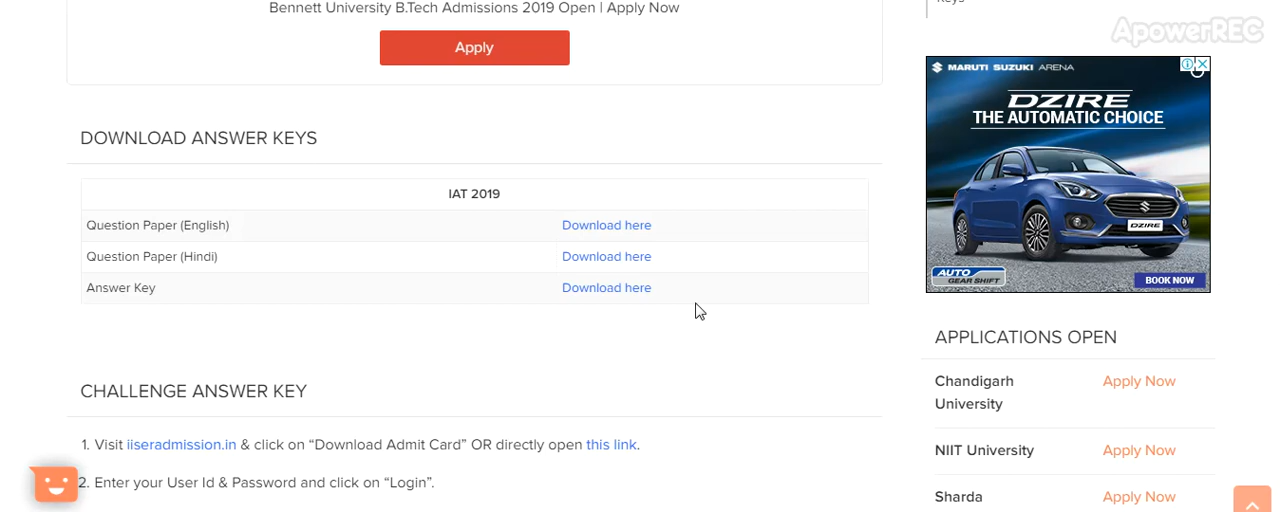 Bennett University B.Tech Admissions 2019 Open | Apply Now
Apply
ApowerREC
DOWNLOAD ANSWER KEYS
IAT 2019
Question Paper (English) Download here
Question Paper (Hindi) Download here
Answer Key Download here
CHALLENGE ANSWER KEY
1. Visit iiseradmission.in & click on “Download Admit Card” OR directly open this link.
2. Enter your User Id & Password and click on “Login”.
MARUTI SUZUKI ARENA
DZIRE
THE AUTOMATIC CHOICE
DZIRE
AUTO
GEAR SHIFT
BOOK NOW
APPLICATIONS OPEN
Chandigarh Apply Now
University
NIIT University Apply Now
Sharda Apply Now